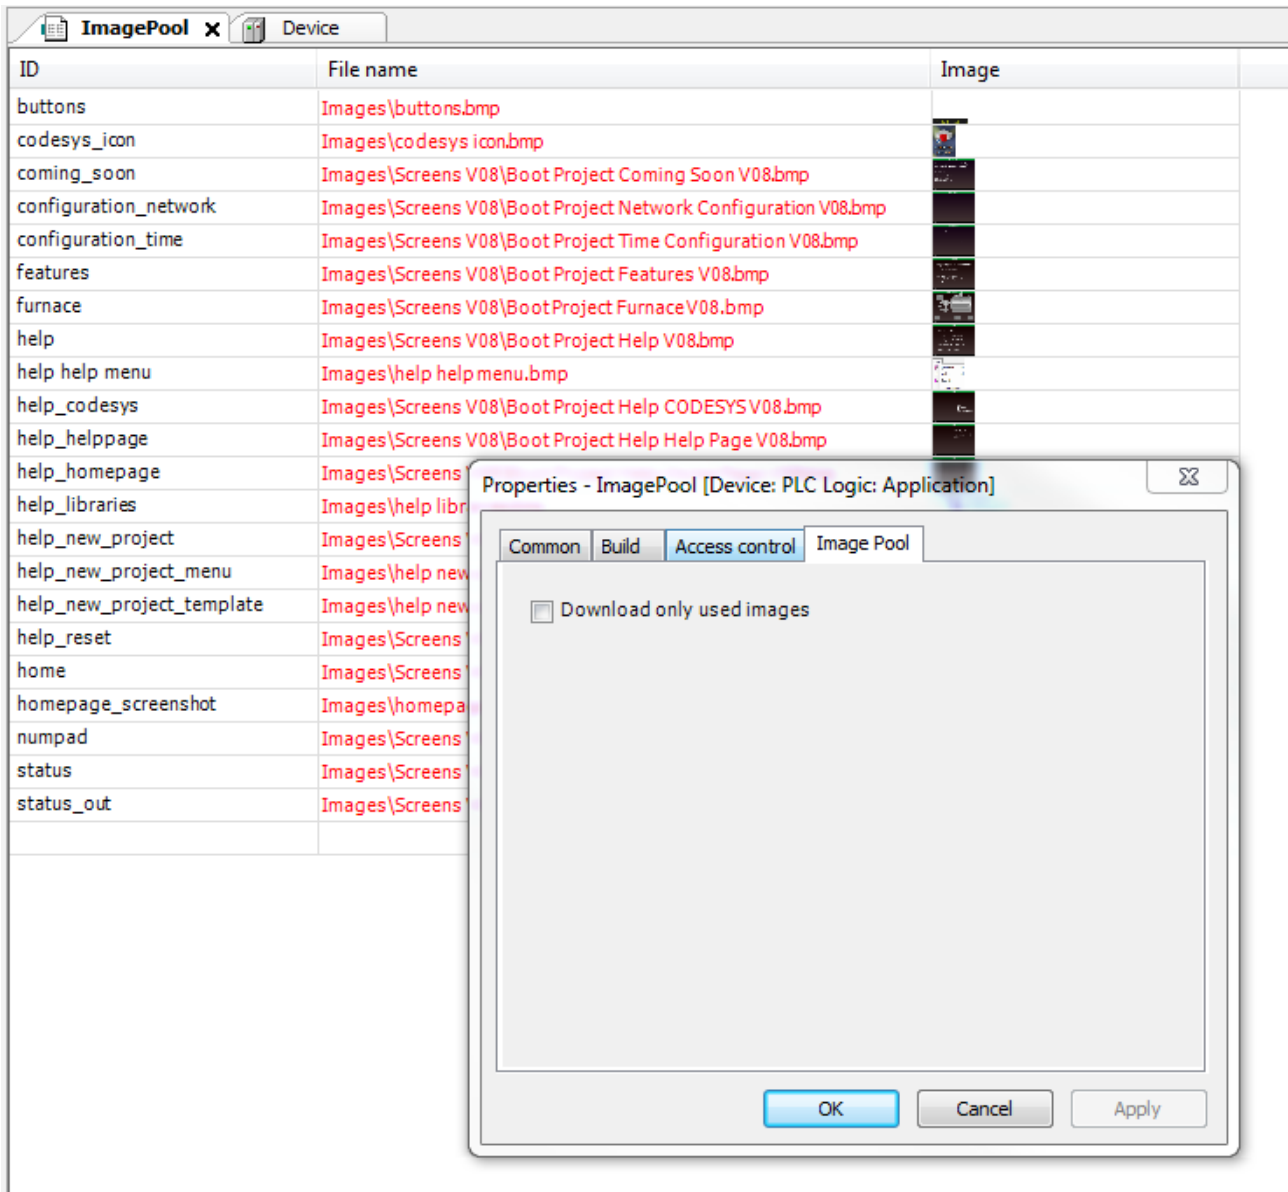 ImagePool Device
ID File name Image
buttons Images\buttons.bmp
codesys_icon Images\codesys icon.bmp
coming_soon Images\Screens V08\Boot Project Coming Soon V08.bmp
configuration_network Images\Screens V08\Boot Project Network Configuration V08.bmp
configuration_time Images\Screens V08\Boot Project Time Configuration V08.bmp
features Images\Screens V08\Boot Project Features V08.bmp
furnace Images\Screens V08\Boot Project Furnace V08.bmp
help Images\Screens V08\Boot Project Help V08.bmp
help help menu Images\help help menu.bmp
help_codesys Images\Screens V08\Boot Project Help CODESYS V08.bmp
help_helppage Images\Screens V08\Boot Project Help Help Page V08.bmp
help_homepage Images\Screens
help_libraries Images\help libr
help_new_project Images\Screens
help_new_project_menu Images\help new
help_new_project_template Images\help new
help_reset Images\Screens
home Images\Screens
homepage_screenshot Images\homepa
numpad Images\Screens
status Images\Screens
status_out Images\Screens
Properties - ImagePool [Device: PLC Logic: Application]
Common Build Access control Image Pool
Download only used images
OK Cancel Apply